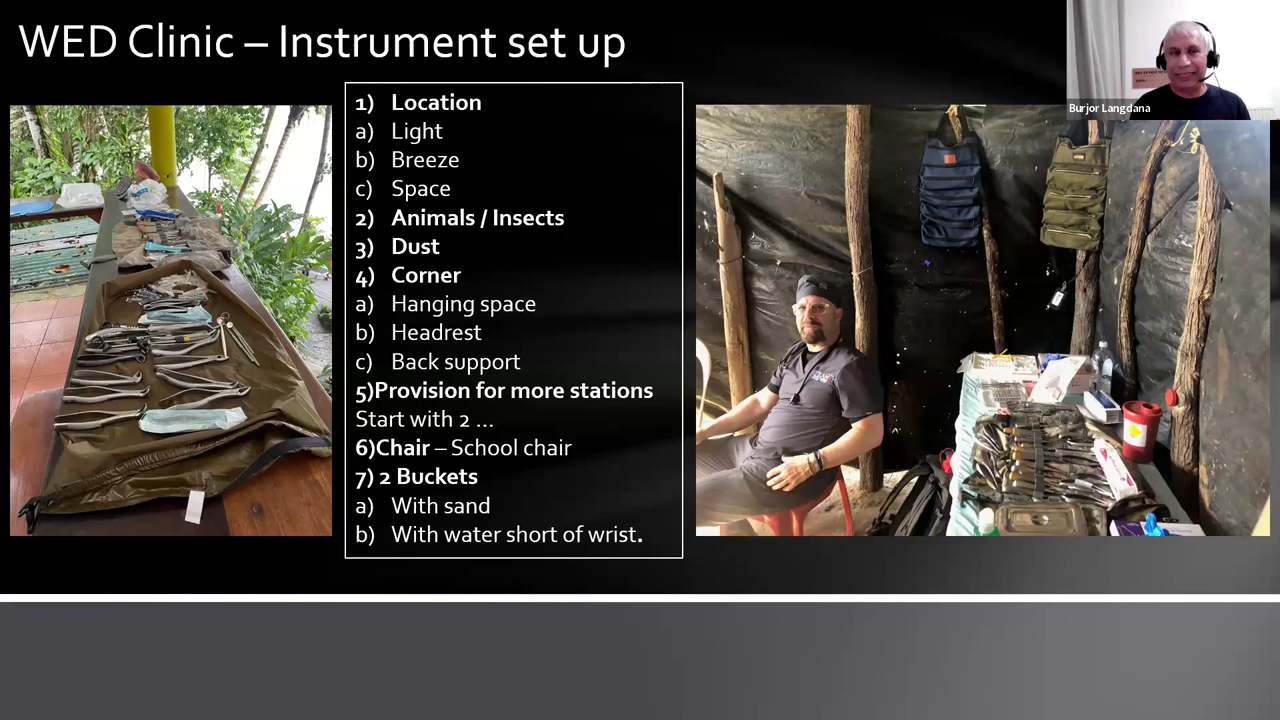 WED Clinic – Instrument set up
1) Location
a) Light
b) Breeze
c) Space
2) Animals / Insects
3) Dust
4) Corner
a) Hanging space
b) Headrest
c) Back support
5)Provision for more stations
Start with 2 ...
6)Chair – School chair
7) 2 Buckets
a) With sand
b) With water short of wrist.
Burjor Langdana